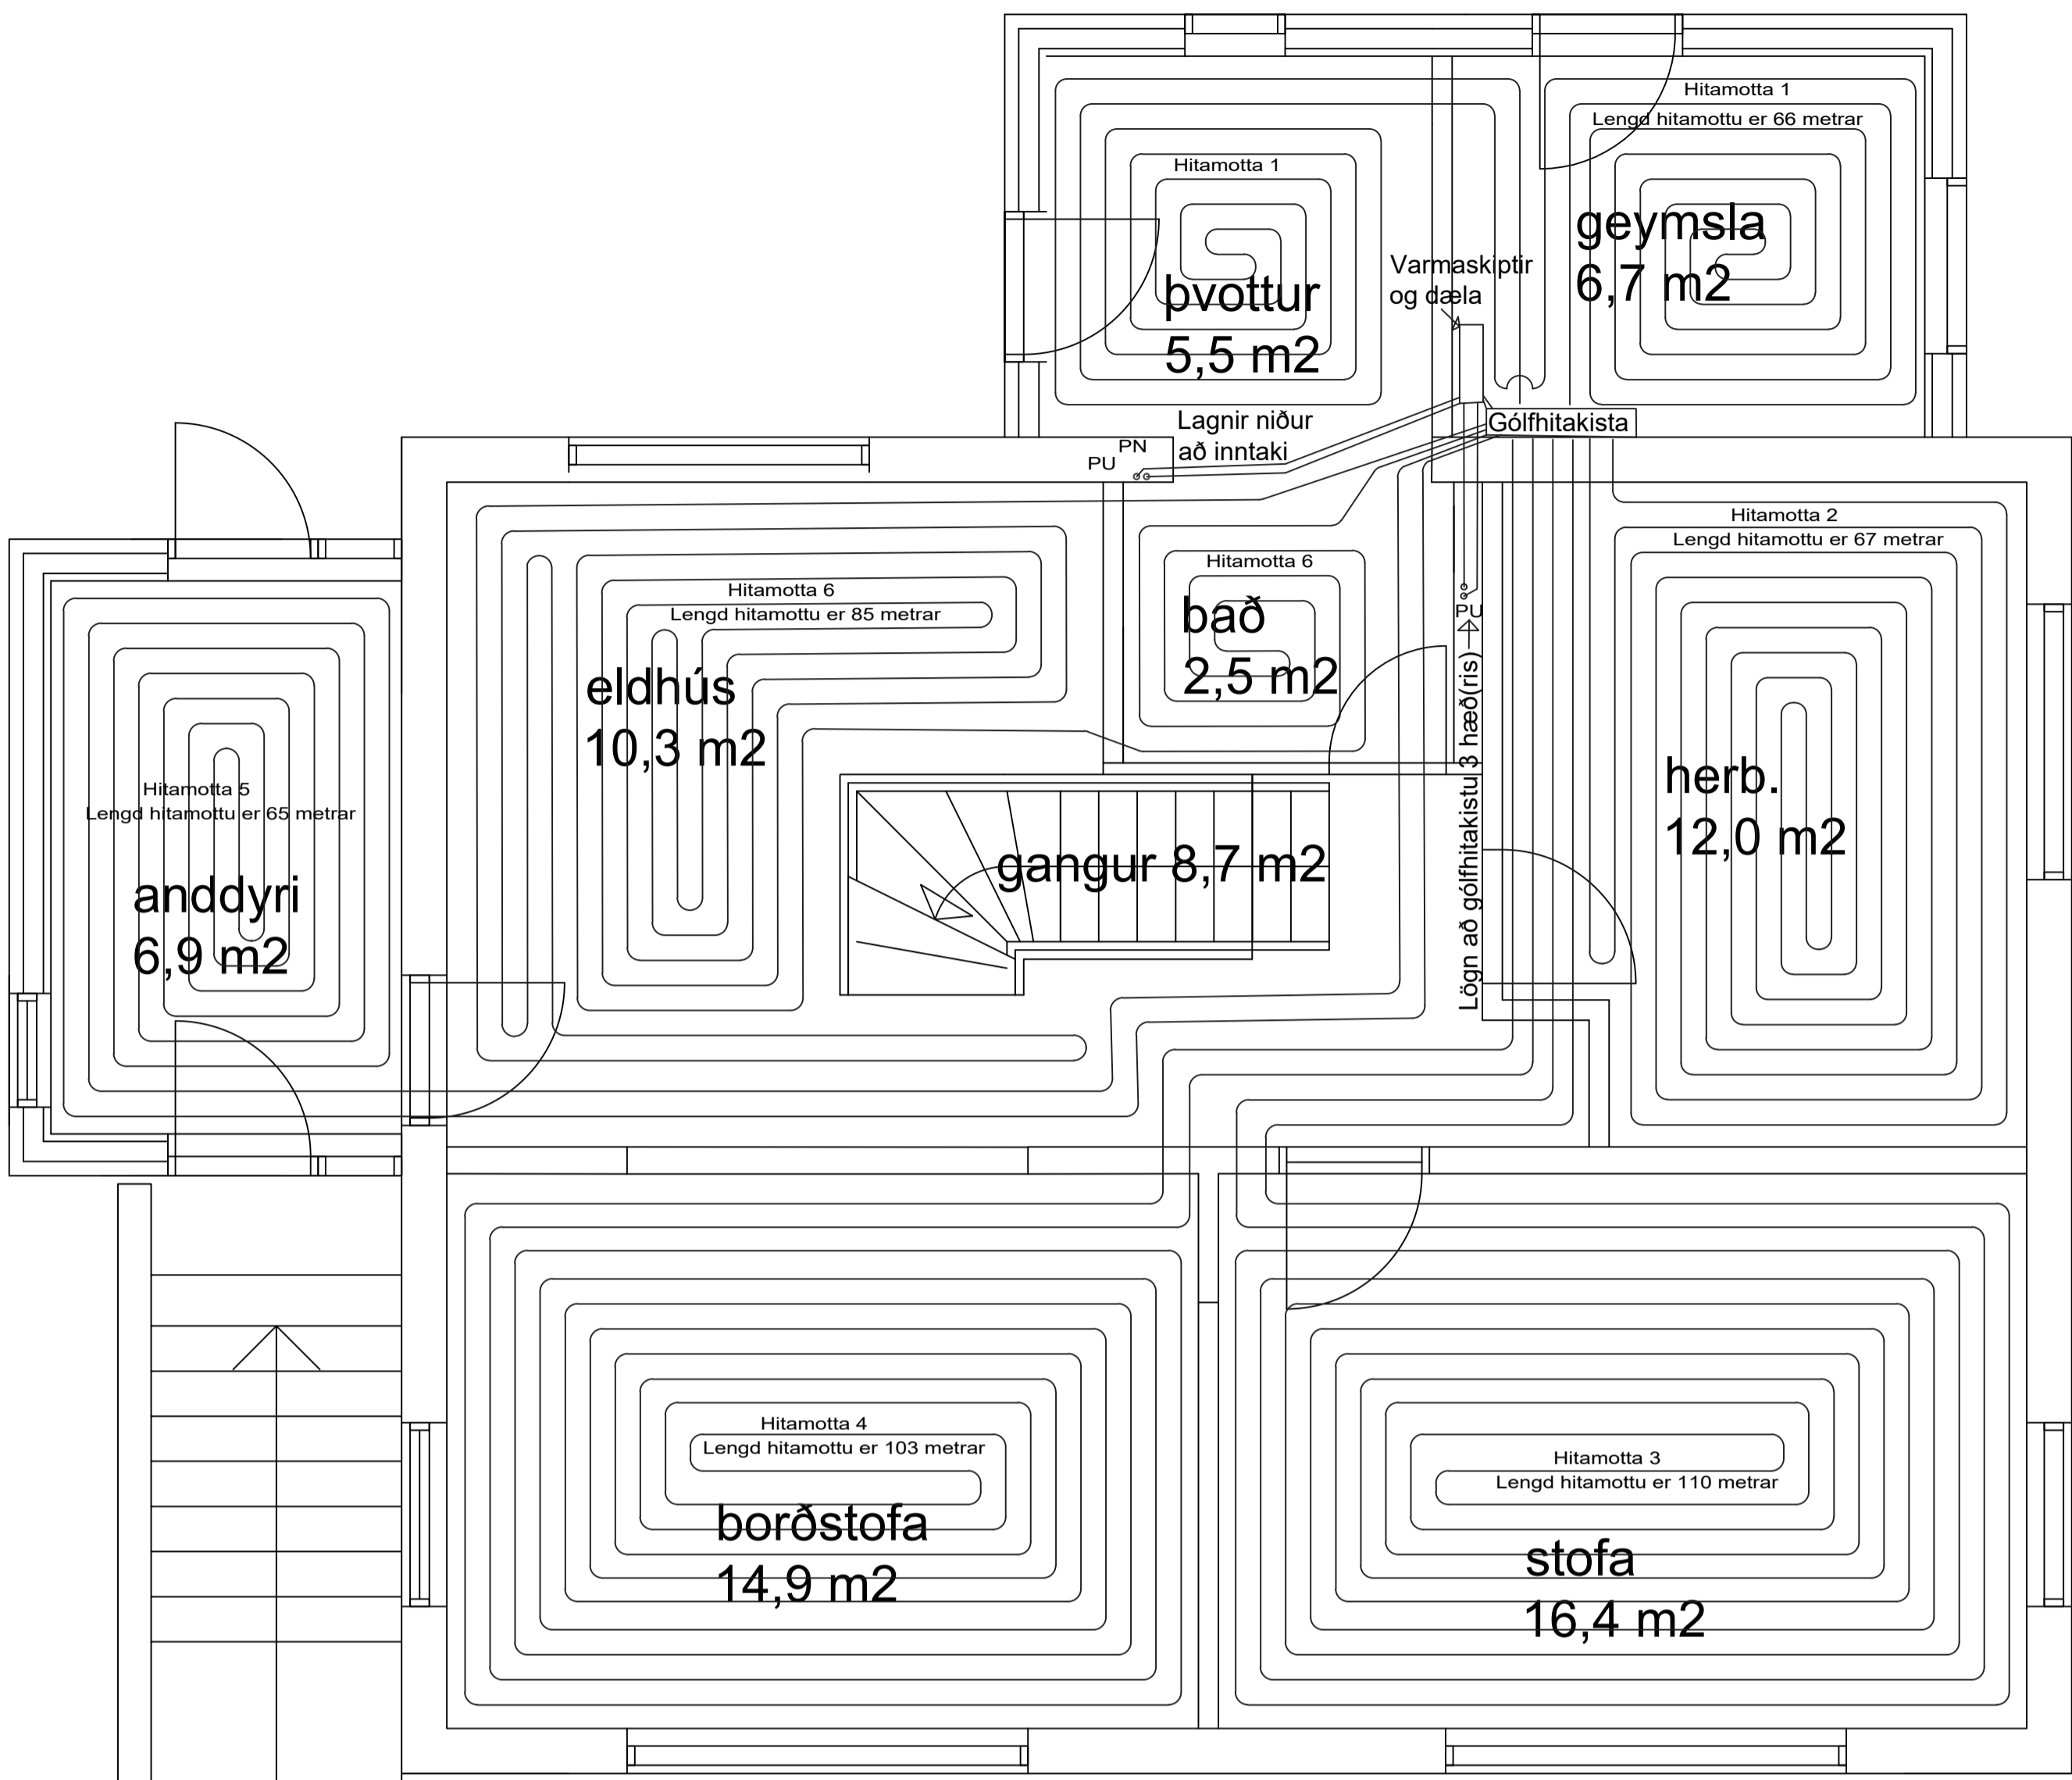 Hitamotta 1
Lengd hitamottu er 66 metrar
Hitamotta 1
geymsla
6,7 m2
Varmaskiptir
og dæla
þvottur
5,5 m2
Lagnir niður
að inntaki
Gólfhitakista
PN
PU
Hitamotta 2
Lengd hitamottu er 67 metrar
Hitamotta 6
Hitamotta 6
Lengd hitamottu er 85 metrar
bað
2,5 m2
PU
eldhús
10,3 m2
Lögn að gólfhitakistu 3 hæð(ris)
herb.
12,0 m2
Hitamotta 5
Lengd hitamottu er 65 metrar
gangur 8,7 m2
anddyri
6,9 m2
Hitamotta 4
Lengd hitamottu er 103 metrar
borðstofa
14,9 m2
Hitamotta 3
Lengd hitamottu er 110 metrar
stofa
16,4 m2